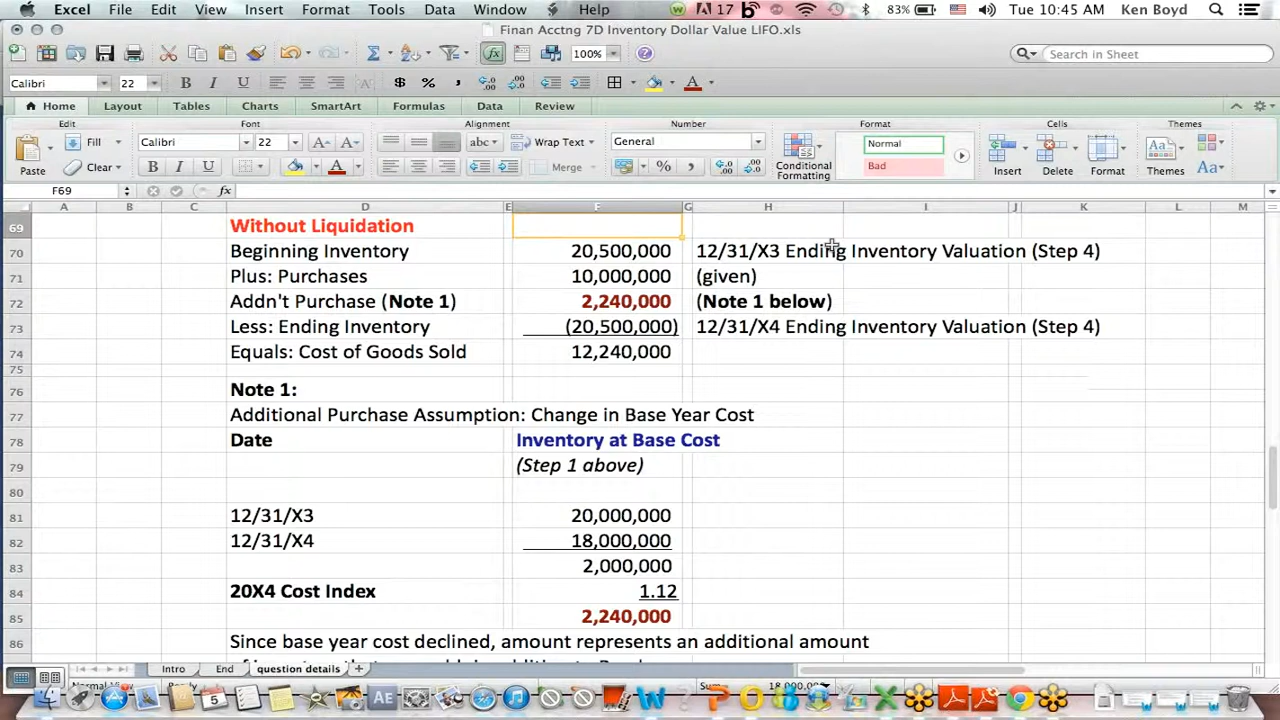 Excel File Edit View Insert Format Tools Data Window Help 17 83% Tue 10:45 AM Ken Boyd
Finan Acctng 7D Inventory Dollar Value LIFO.xls
100% Search in Sheet
Calibri 22 B I U $ %
Home Layout Tables Charts SmartArt Formulas Data Review
Edit Font Alignment Number Format Cells Themes
Fill Calibri 22 abc Wrap Text General Normal
Paste Clear B I U Merge % Conditional Formatting Bad Insert Delete Format Themes Aa
F69 fx
A B C D E F G H I J K L M
69 Without Liquidation
70 Beginning Inventory 20,500,000 12/31/X3 Ending Inventory Valuation (Step 4)
71 Plus: Purchases 10,000,000 (given)
72 Addn't Purchase (Note 1) 2,240,000 (Note 1 below)
73 Less: Ending Inventory (20,500,000) 12/31/X4 Ending Inventory Valuation (Step 4)
74 Equals: Cost of Goods Sold 12,240,000
75
76 Note 1:
77 Additional Purchase Assumption: Change in Base Year Cost
78 Date Inventory at Base Cost
79 (Step 1 above)
80
81 12/31/X3 20,000,000
82 12/31/X4 18,000,000
83 2,000,000
84 20X4 Cost Index 1.12
85 2,240,000
86 Since base year cost declined, amount represents an additional amount
Intro End question details